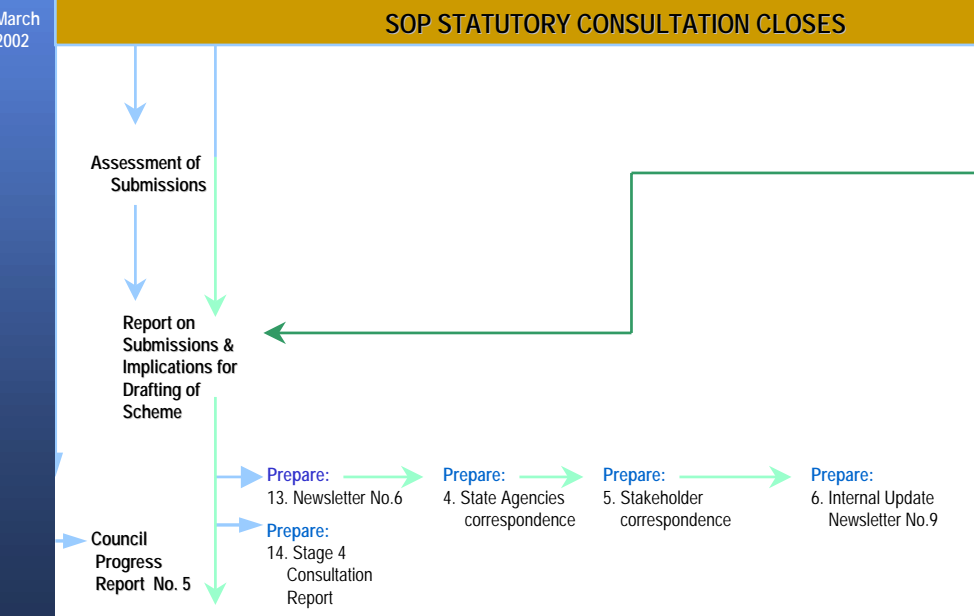 March
2002
SOP STATUTORY CONSULTATION CLOSES
Assessment of
Submissions
Report on
Submissions &
Implications for
Drafting of
Scheme
Prepare:
13. Newsletter No.6
Prepare:
4. State Agencies
correspondence
Prepare:
5. Stakeholder
correspondence
Prepare:
6. Internal Update
Newsletter No.9
Prepare:
14. Stage 4
Consultation
Report
Council
Progress
Report No. 5